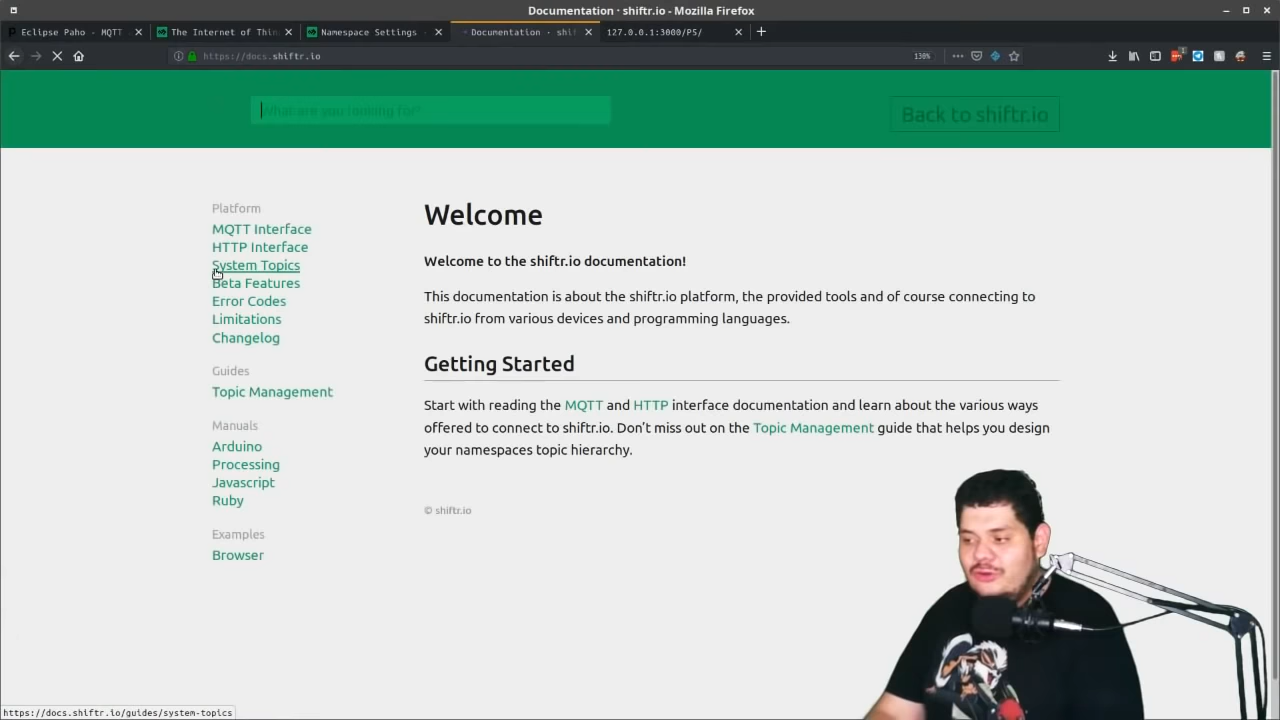 Documentation · shiftr.io - Mozilla Firefox
Eclipse Paho - MQTT
The Internet of Thin
Namespace Settings ·
Documentation · shif
127.0.0.1:3000/PS/
https://docs.shiftr.io
130%
What are you looking for?
Back to shiftr.io
Platform
MQTT Interface
HTTP Interface
System Topics
Beta Features
Error Codes
Limitations
Changelog
Guides
Topic Management
Manuals
Arduino
Processing
Javascript
Ruby
Examples
Browser
Welcome
Welcome to the shiftr.io documentation!
This documentation is about the shiftr.io platform, the provided tools and of course connecting to
shiftr.io from various devices and programming languages.
Getting Started
Start with reading the MQTT and HTTP interface documentation and learn about the various ways
offered to connect to shiftr.io. Don't miss out on the Topic Management guide that helps you design
your namespaces topic hierarchy.
© shiftr.io
https://docs.shiftr.io/guides/system-topics